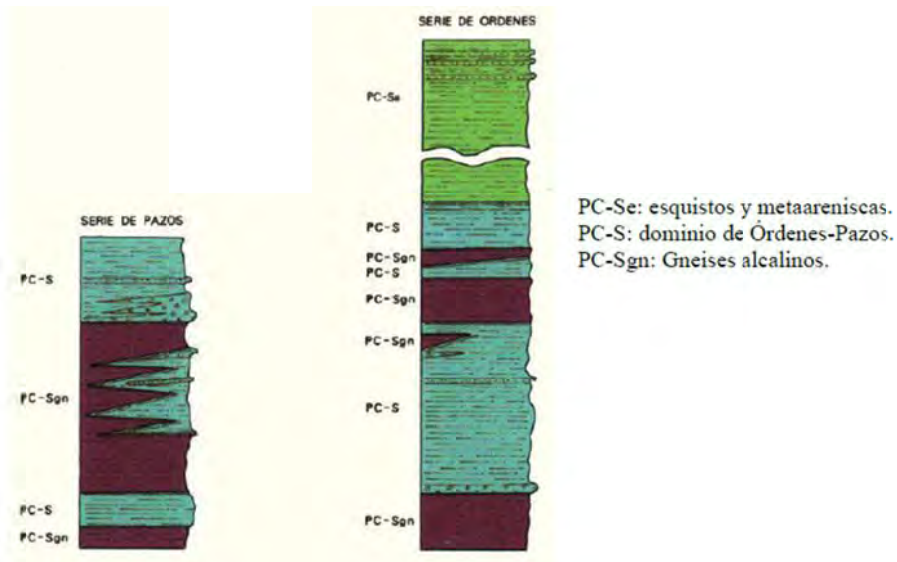 SERIE DE PAZOS
PC-S
PC-Sgn
PC-S
PC-Sgn
SERIE DE ORDENES
PC-Se
PC-S
PC-Sgn
PC-S
PC-Sgn
PC-Sgn
PC-S
PC-Sgn
PC-Se: esquistos y metaareniscas.
PC-S: dominio de Órdenes-Pazos.
PC-Sgn: Gneises alcalinos.